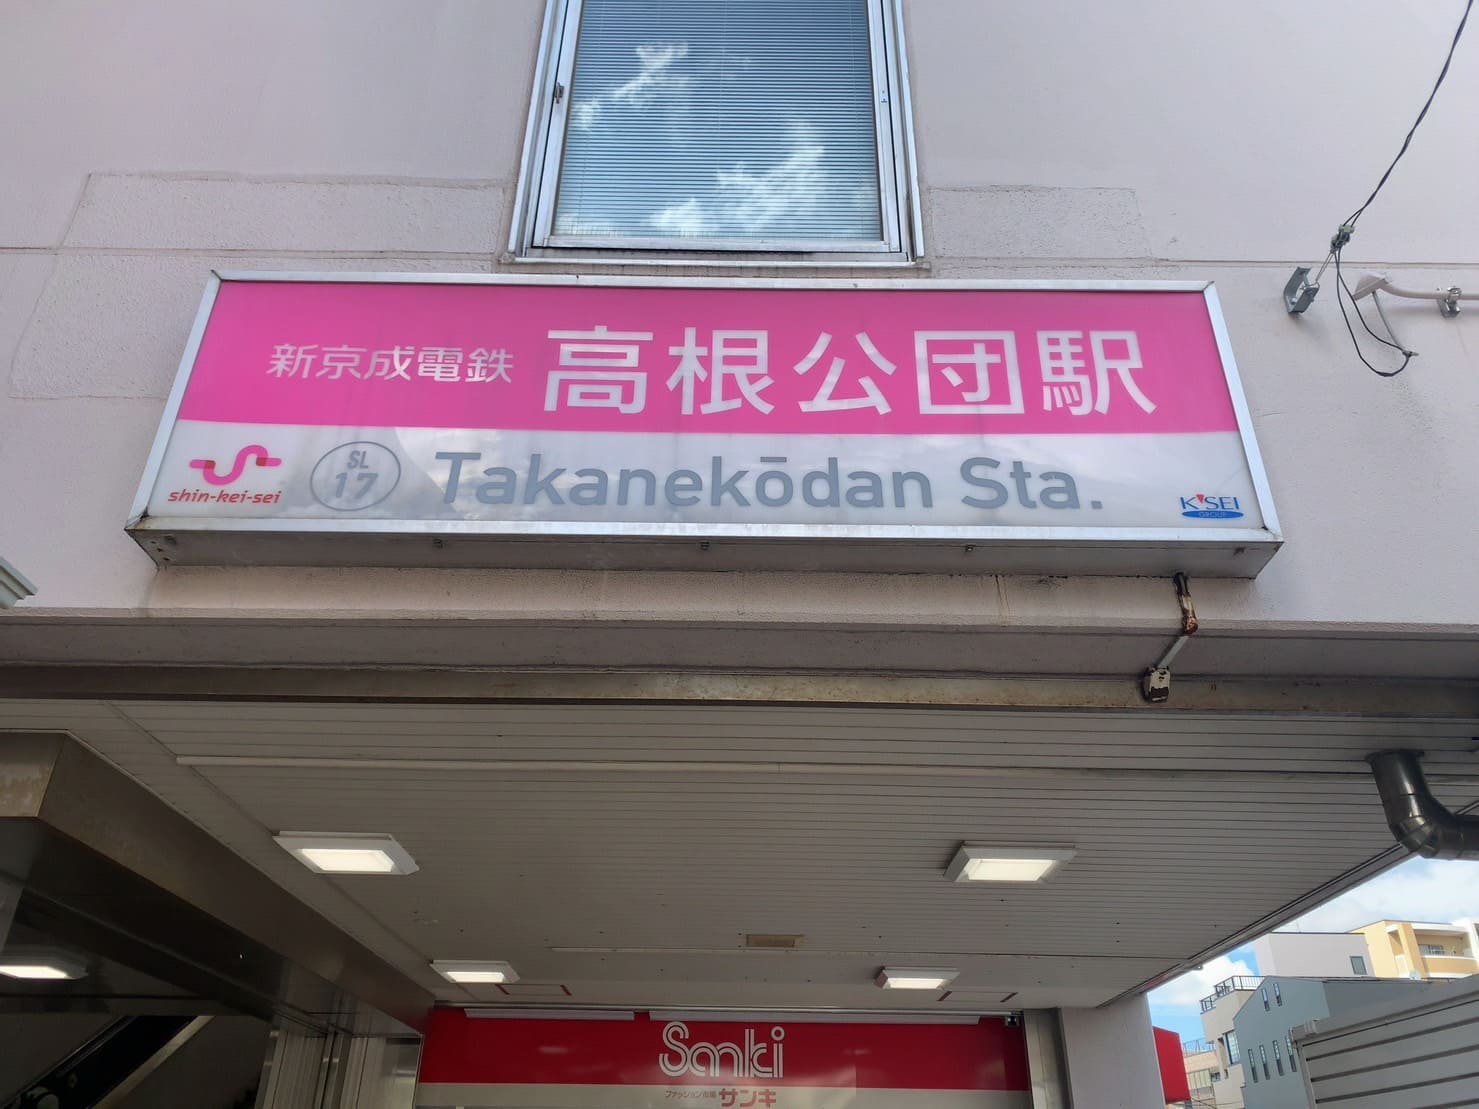 新京成電鉄 高根公団駅
shin-kei-sei SL 17 Takanekōdan Sta. K'SEI GROUP
Sanki
ファッション市場 サンキ